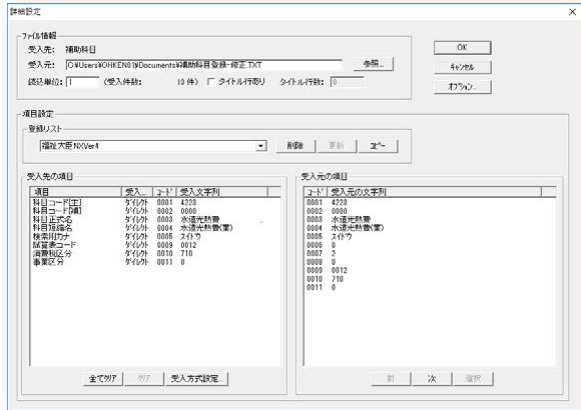 詳細設定
ファイル情報
受入先: 補助科目
受入元: C:¥Users¥OHKEN01¥Documents¥補助科目登録-修正.TXT 参照...
読込単位: 1 (受入件数: 13 件) タイトル行あり タイトル行数: 0
OK
キャンセル
オプション...
項目設定
登録リスト
福祉大臣NXVer4 削除 更新 コピー
受入先の項目
項目 受入... コード 受入文字列
科目コード[主] ダイレクト 0001 4223
科目コード[補] ダイレクト 0002 0000
科目正式名 ダイレクト 0003 水道光熱費 ...
科目短縮名 ダイレクト 0004 水道光熱費(業)
検索用カナ ダイレクト 0005 スイドウ
試算表コード ダイレクト 0009 0012
消費税区分 ダイレクト 0010 710
事業区分 ダイレクト 0011 0
全てクリア クリア 受入方式設定...
受入元の項目
コード 受入元の文字列
0001 4223
0002 0000
0003 水道光熱費
0004 水道光熱費(業)
0005 スイドウ
0006 0
0007 2
0008 0
0009 0012
0010 710
0011 0
前 次 選択